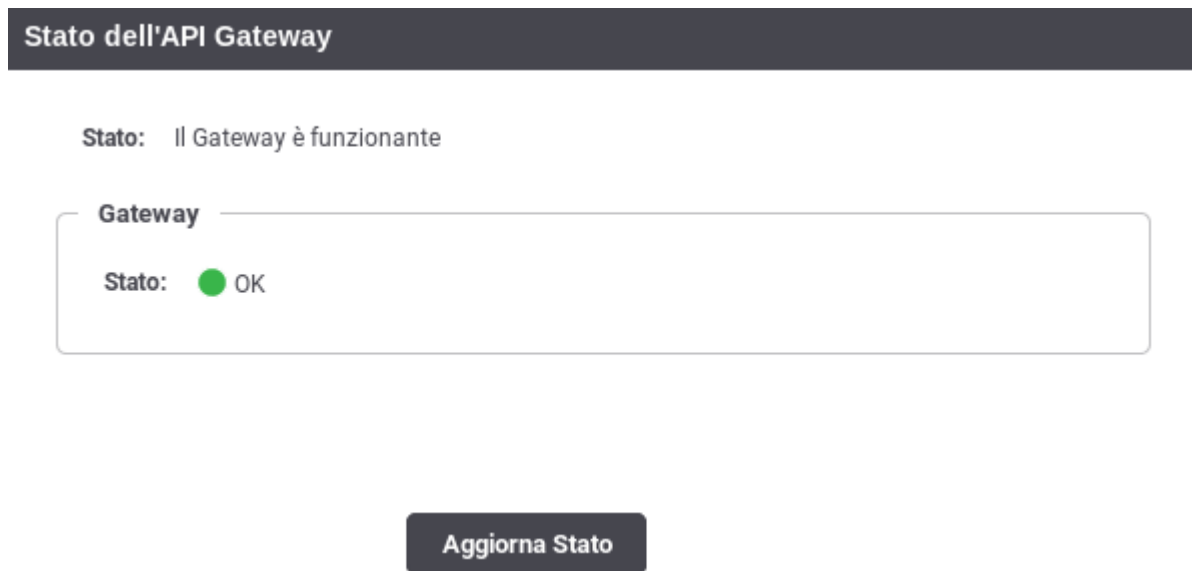 Stato dell'API Gateway
Stato: Il Gateway è funzionante
Gateway
Stato: OK
Aggiorna Stato